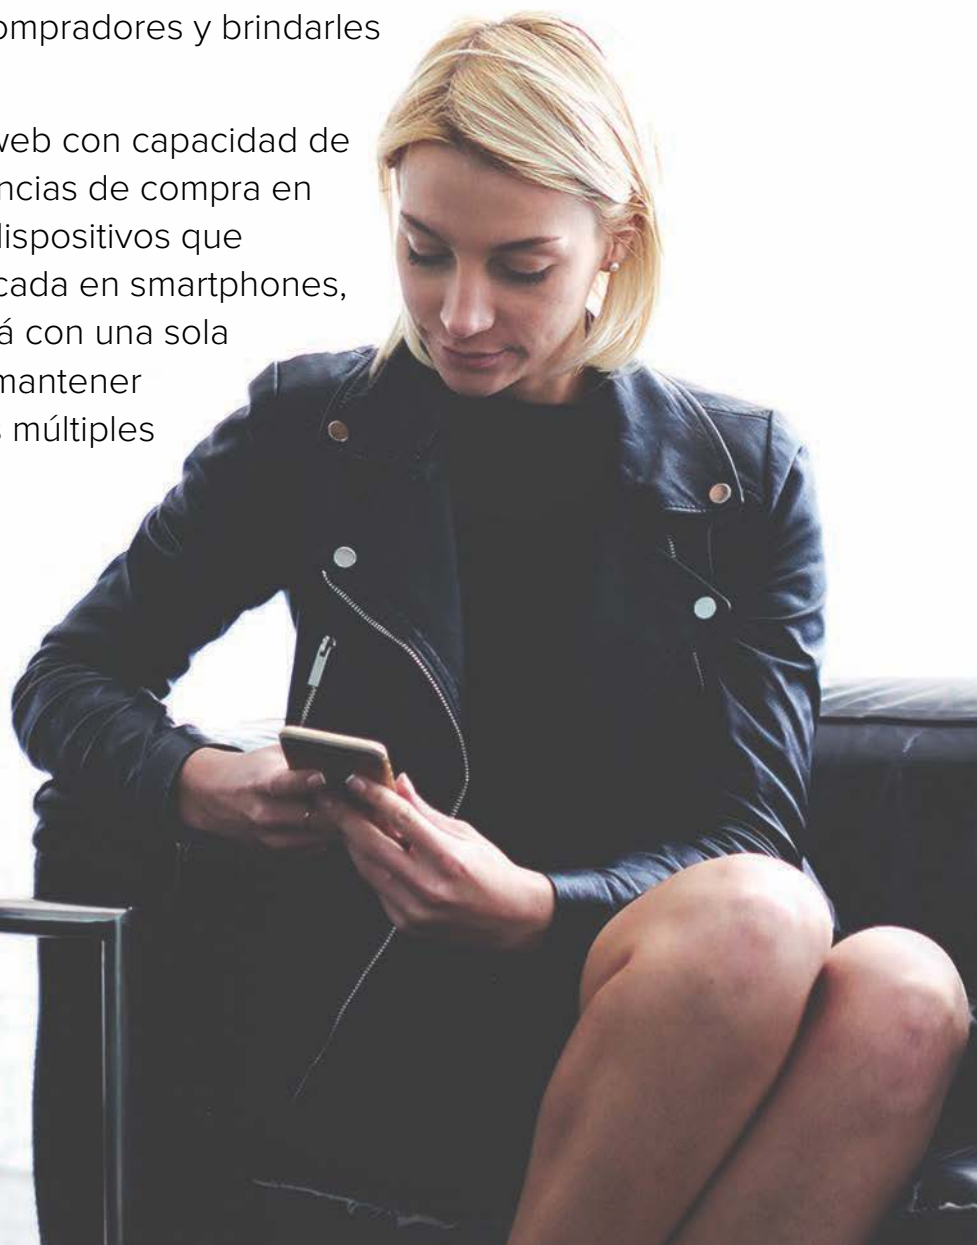 ompradores y brindarles
web con capacidad de
ncias de compra en
dispositivos que
cada en smartphones,
á con una sola
mantener
s múltiples